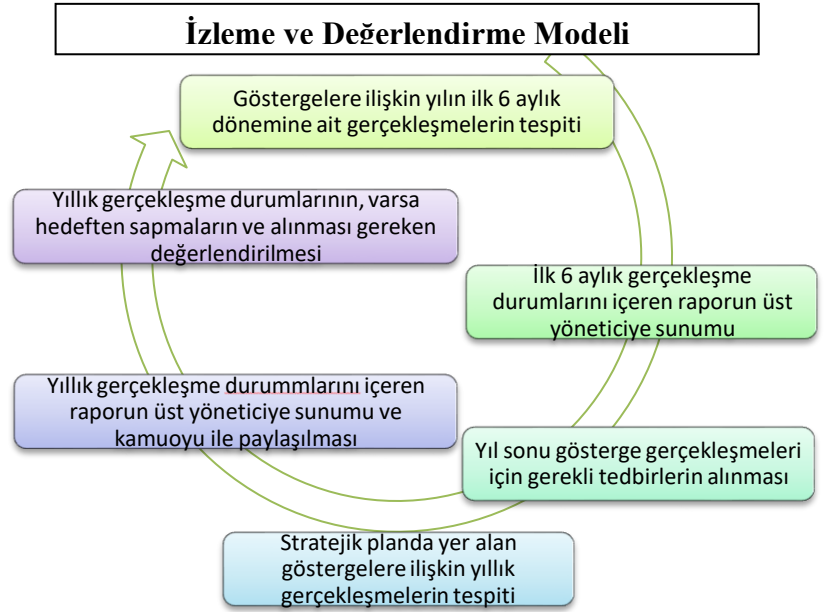 İzleme ve Değerlendirme Modeli
Göstergelere ilişkin yılın ilk 6 aylık
dönemine ait gerçekleşmelerin tespiti
İlk 6 aylık gerçekleşme
durumlarını içeren raporun üst
yöneticiye sunumu
Yıl sonu gösterge gerçekleşmeleri
için gerekli tedbirlerin alınması
Stratejik planda yer alan
göstergelere ilişkin yıllık
gerçekleşmelerin tespiti
Yıllık gerçekleşme durummlarını içeren
raporun üst yöneticiye sunumu ve
kamuoyu ile paylaşılması
Yıllık gerçekleşme durumlarının, varsa
hedeften sapmaların ve alınması gereken
değerlendirilmesi